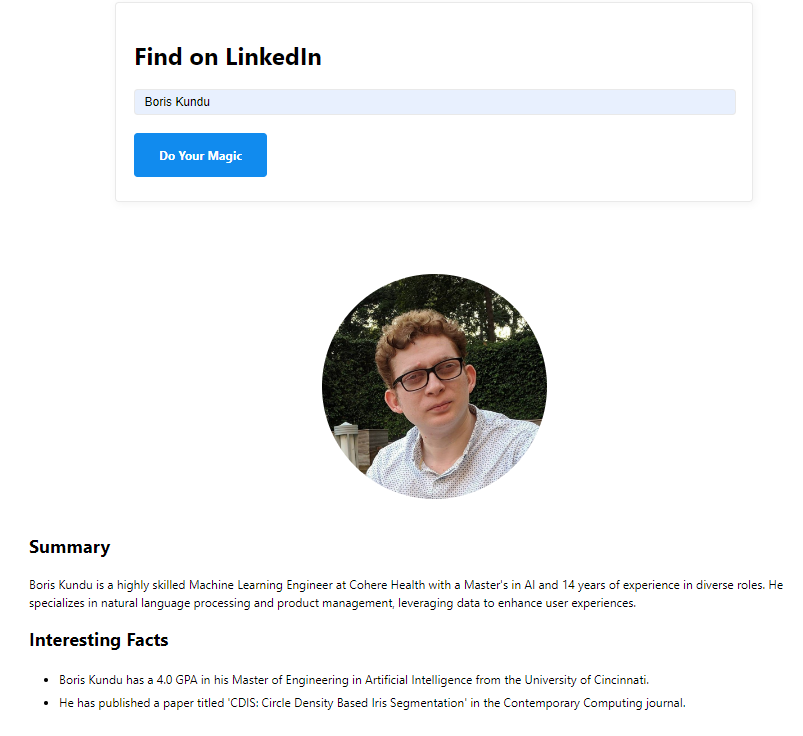 Find on LinkedIn
Boris Kundu
Do Your Magic
Summary
Boris Kundu is a highly skilled Machine Learning Engineer at Cohere Health with a Master's in AI and 14 years of experience in diverse roles. He
specializes in natural language processing and product management, leveraging data to enhance user experiences.
Interesting Facts
• Boris Kundu has a 4.0 GPA in his Master of Engineering in Artificial Intelligence from the University of Cincinnati.
• He has published a paper titled 'CDIS: Circle Density Based Iris Segmentation' in the Contemporary Computing journal.